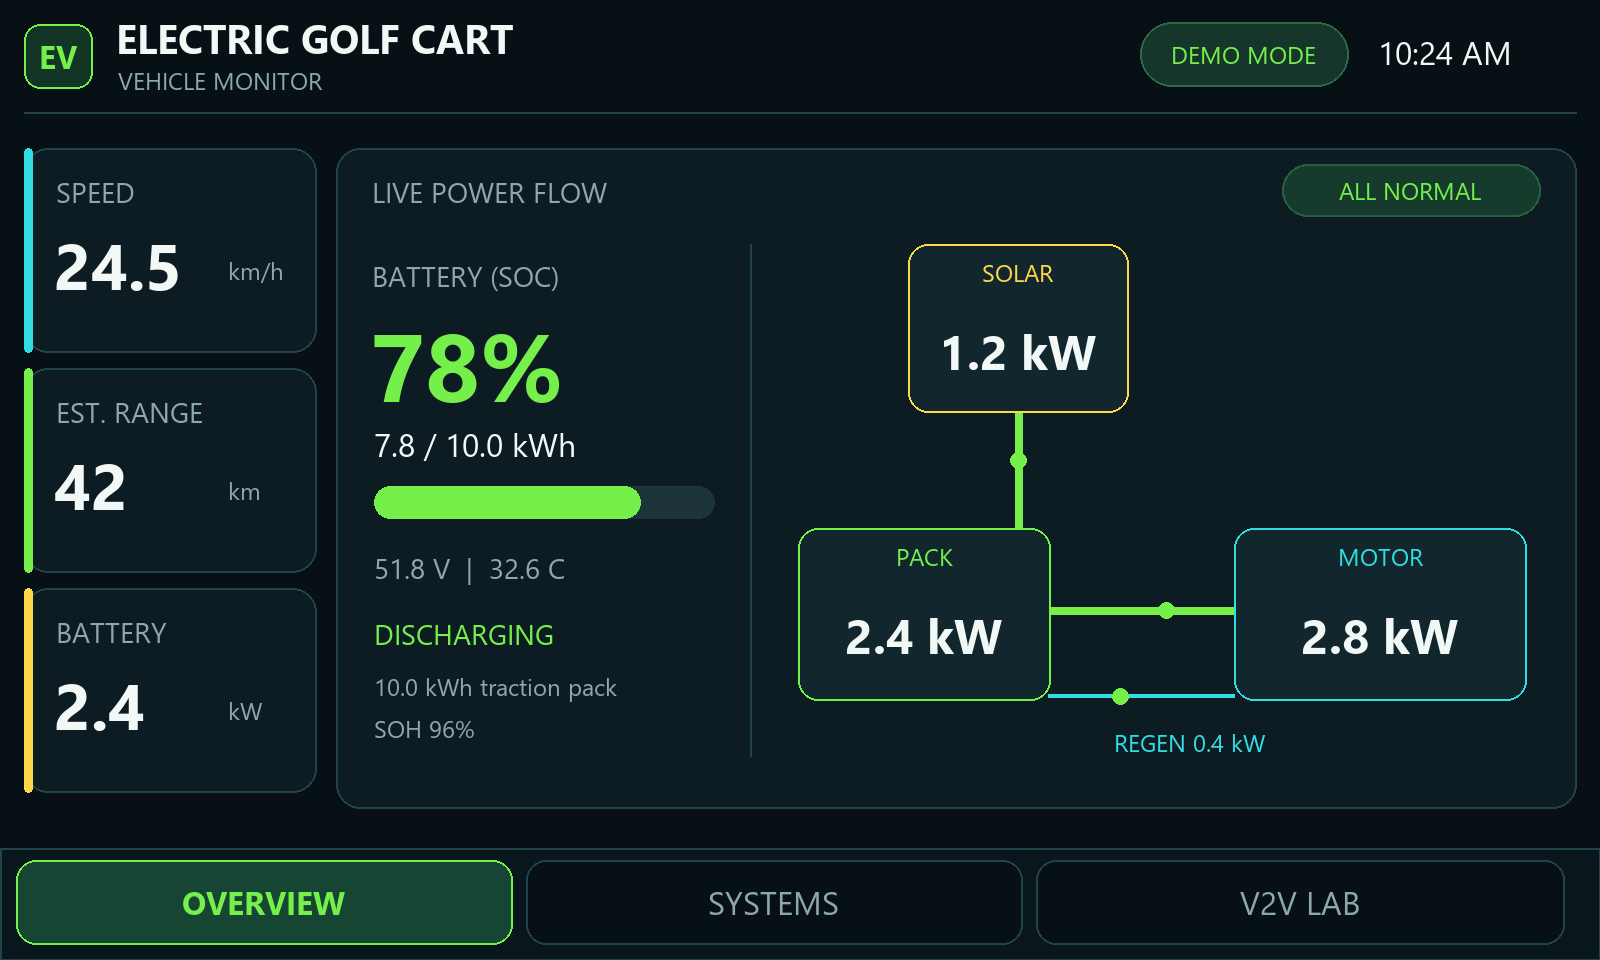 EV
ELECTRIC GOLF CART
VEHICLE MONITOR
DEMO MODE
10:24 AM
SPEED
24.5 km/h
EST. RANGE
42 km
BATTERY
2.4 kW
LIVE POWER FLOW
ALL NORMAL
BATTERY (SOC)
78%
7.8 / 10.0 kWh
51.8 V | 32.6 C
DISCHARGING
10.0 kWh traction pack
SOH 96%
SOLAR
1.2 kW
PACK
2.4 kW
MOTOR
2.8 kW
REGEN 0.4 kW
OVERVIEW
SYSTEMS
V2V LAB